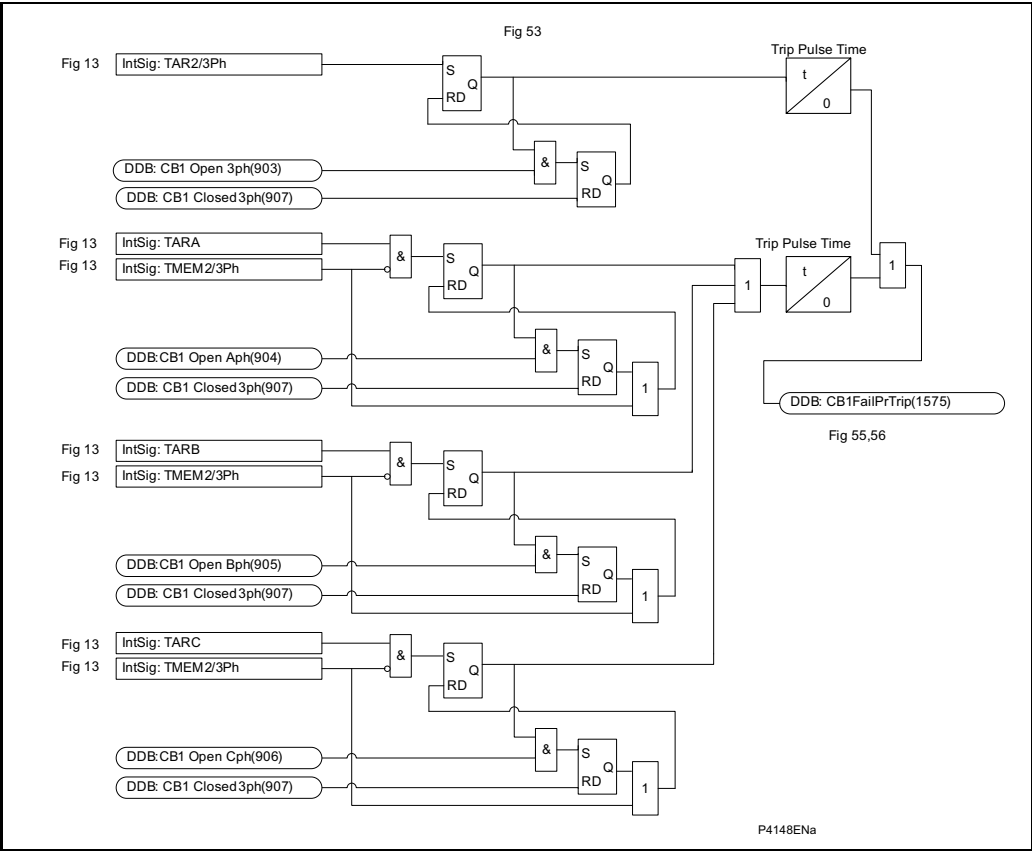 Fig 53
Trip Pulse Time
Fig 13 IntSig: TAR2/3Ph
S
Q
RD
t
0
DDB: CB1 Open 3ph(903)
&
S
Q
RD
DDB: CB1 Closed 3ph(907)
Fig 13 IntSig: TARA
Fig 13 IntSig: TMEM2/3Ph
&
S
Q
RD
Trip Pulse Time
1
t
0
1
DDB:CB1 Open Aph(904)
&
S
Q
RD
1
DDB: CB1 Closed 3ph(907)
DDB: CB1FailPrTrip(1575)
Fig 55,56
Fig 13 IntSig: TARB
Fig 13 IntSig: TMEM2/3Ph
&
S
Q
RD
DDB:CB1 Open Bph(905)
&
S
Q
RD
1
DDB: CB1 Closed 3ph(907)
Fig 13 IntSig: TARC
Fig 13 IntSig: TMEM2/3Ph
&
S
Q
RD
DDB:CB1 Open Cph(906)
&
S
Q
RD
1
DDB: CB1 Closed 3ph(907)
P4148ENa